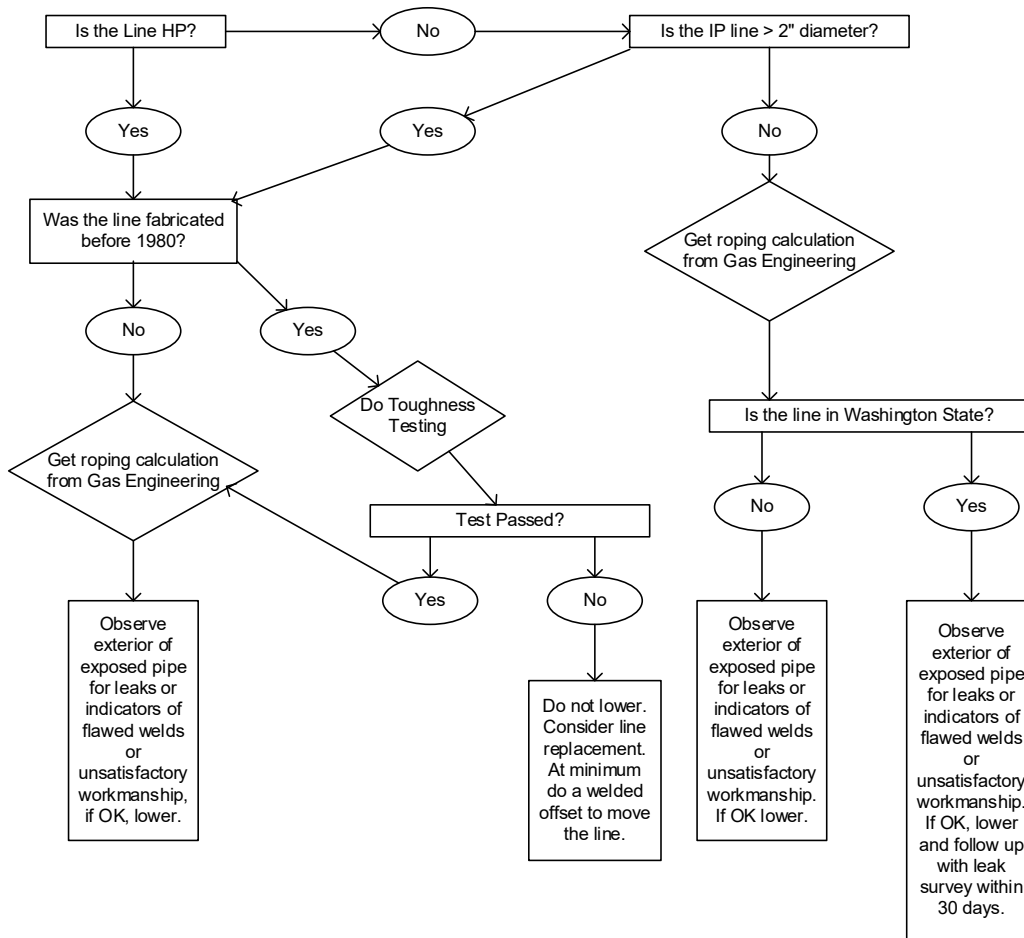 Is the Line HP?
No
Is the IP line > 2" diameter?
Yes
Yes
No
Was the line fabricated
before 1980?
Get roping calculation
from Gas Engineering
No
Yes
Do Toughness
Testing
Is the line in Washington State?
Get roping calculation
from Gas Engineering
Test Passed?
No
Yes
Yes
No
Observe
exterior of
exposed pipe
for leaks or
indicators of
flawed welds
or
unsatisfactory
workmanship,
if OK, lower.
Do not lower.
Consider line
replacement.
At minimum
do a welded
offset to move
the line.
Observe
exterior of
exposed pipe
for leaks or
indicators of
flawed welds
or
unsatisfactory
workmanship.
If OK lower.
Observe
exterior of
exposed pipe
for leaks or
indicators of
flawed welds
or
unsatisfactory
workmanship.
If OK, lower
and follow up
with leak
survey within
30 days.